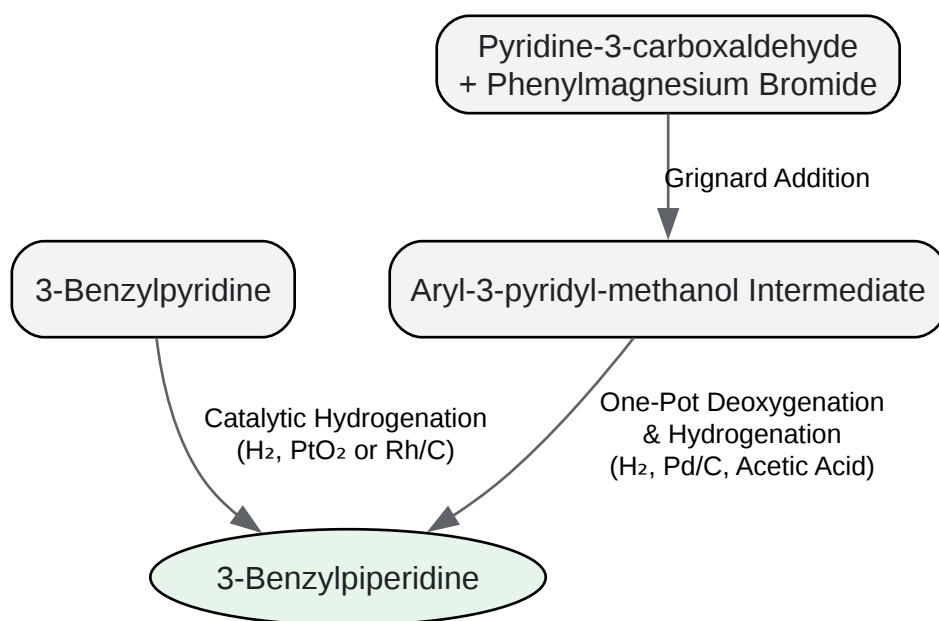 Pyridine-3-carboxaldehyde
+ Phenylmagnesium Bromide
Grignard Addition
3-Benzylpyridine
Aryl-3-pyridyl-methanol Intermediate
Catalytic Hydrogenation
(H₂, PtO₂ or Rh/C)
One-Pot Deoxygenation
& Hydrogenation
(H₂, Pd/C, Acetic Acid)
3-Benzylpiperidine